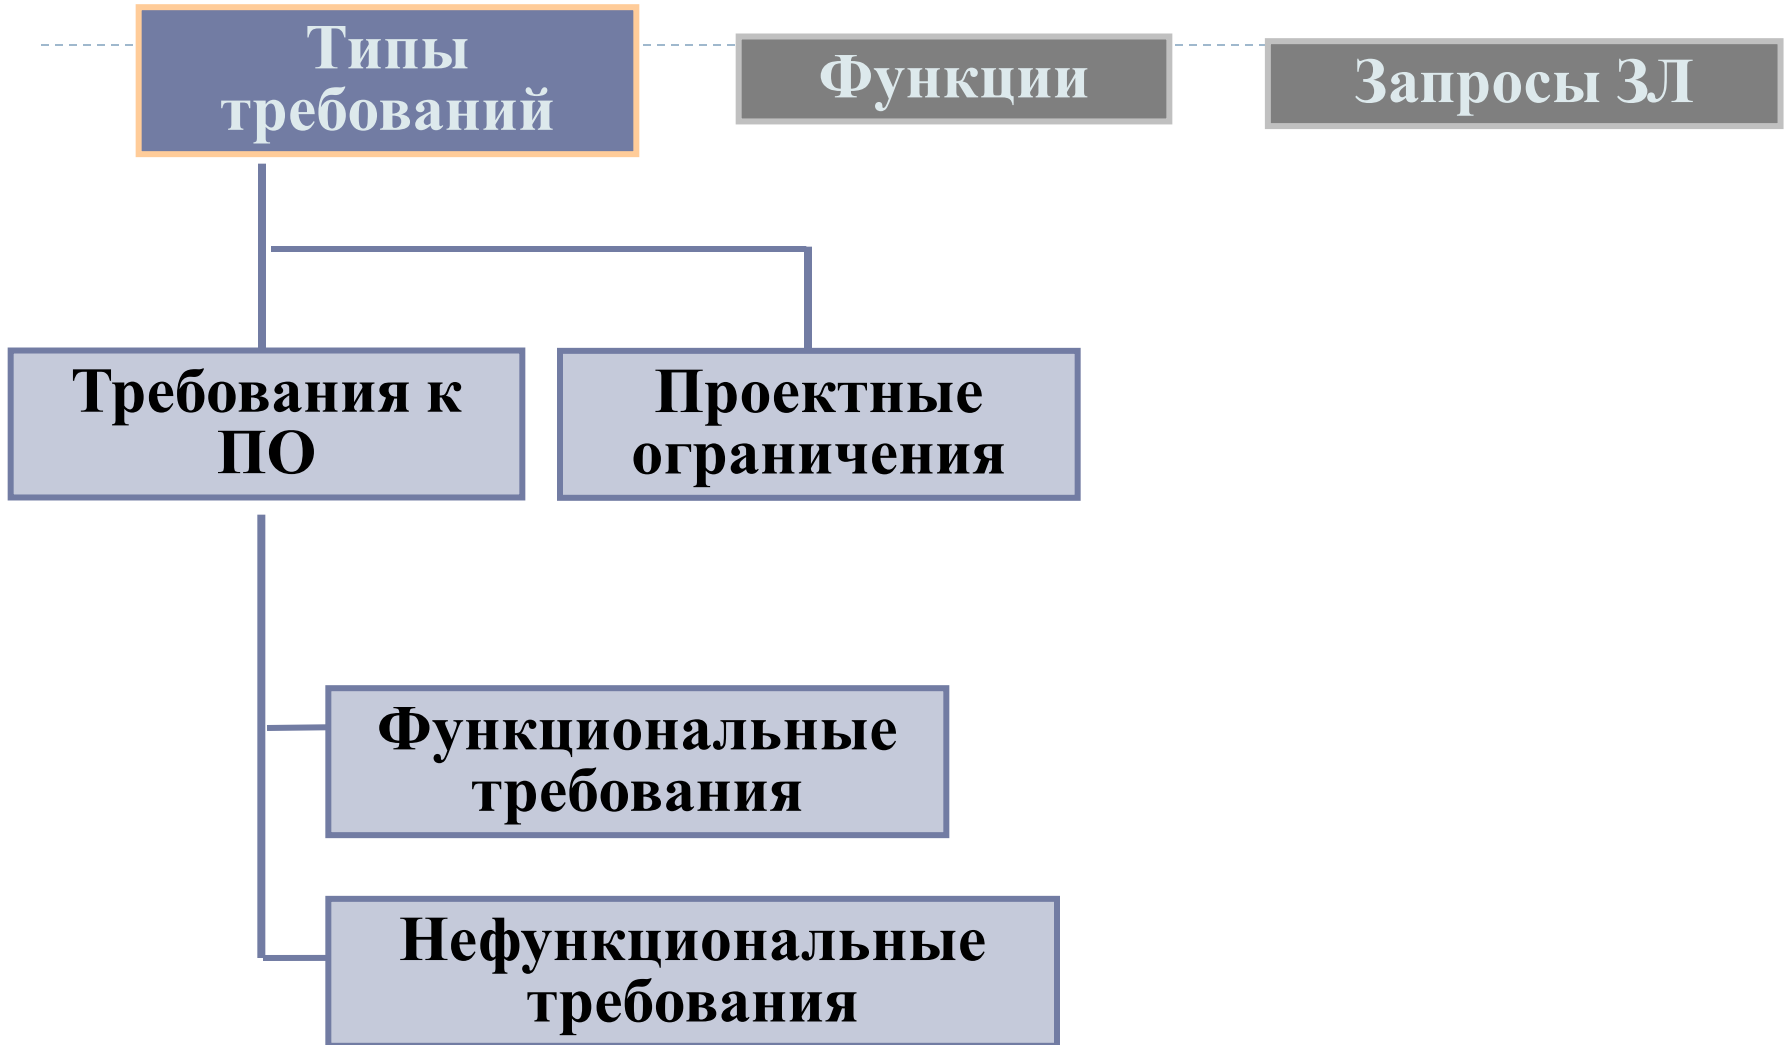 Типы
требований
Функции
Запросы ЗЛ
Требования к
ПО
Проектные
ограничения
Функциональные
требования
Нефункциональные
требования